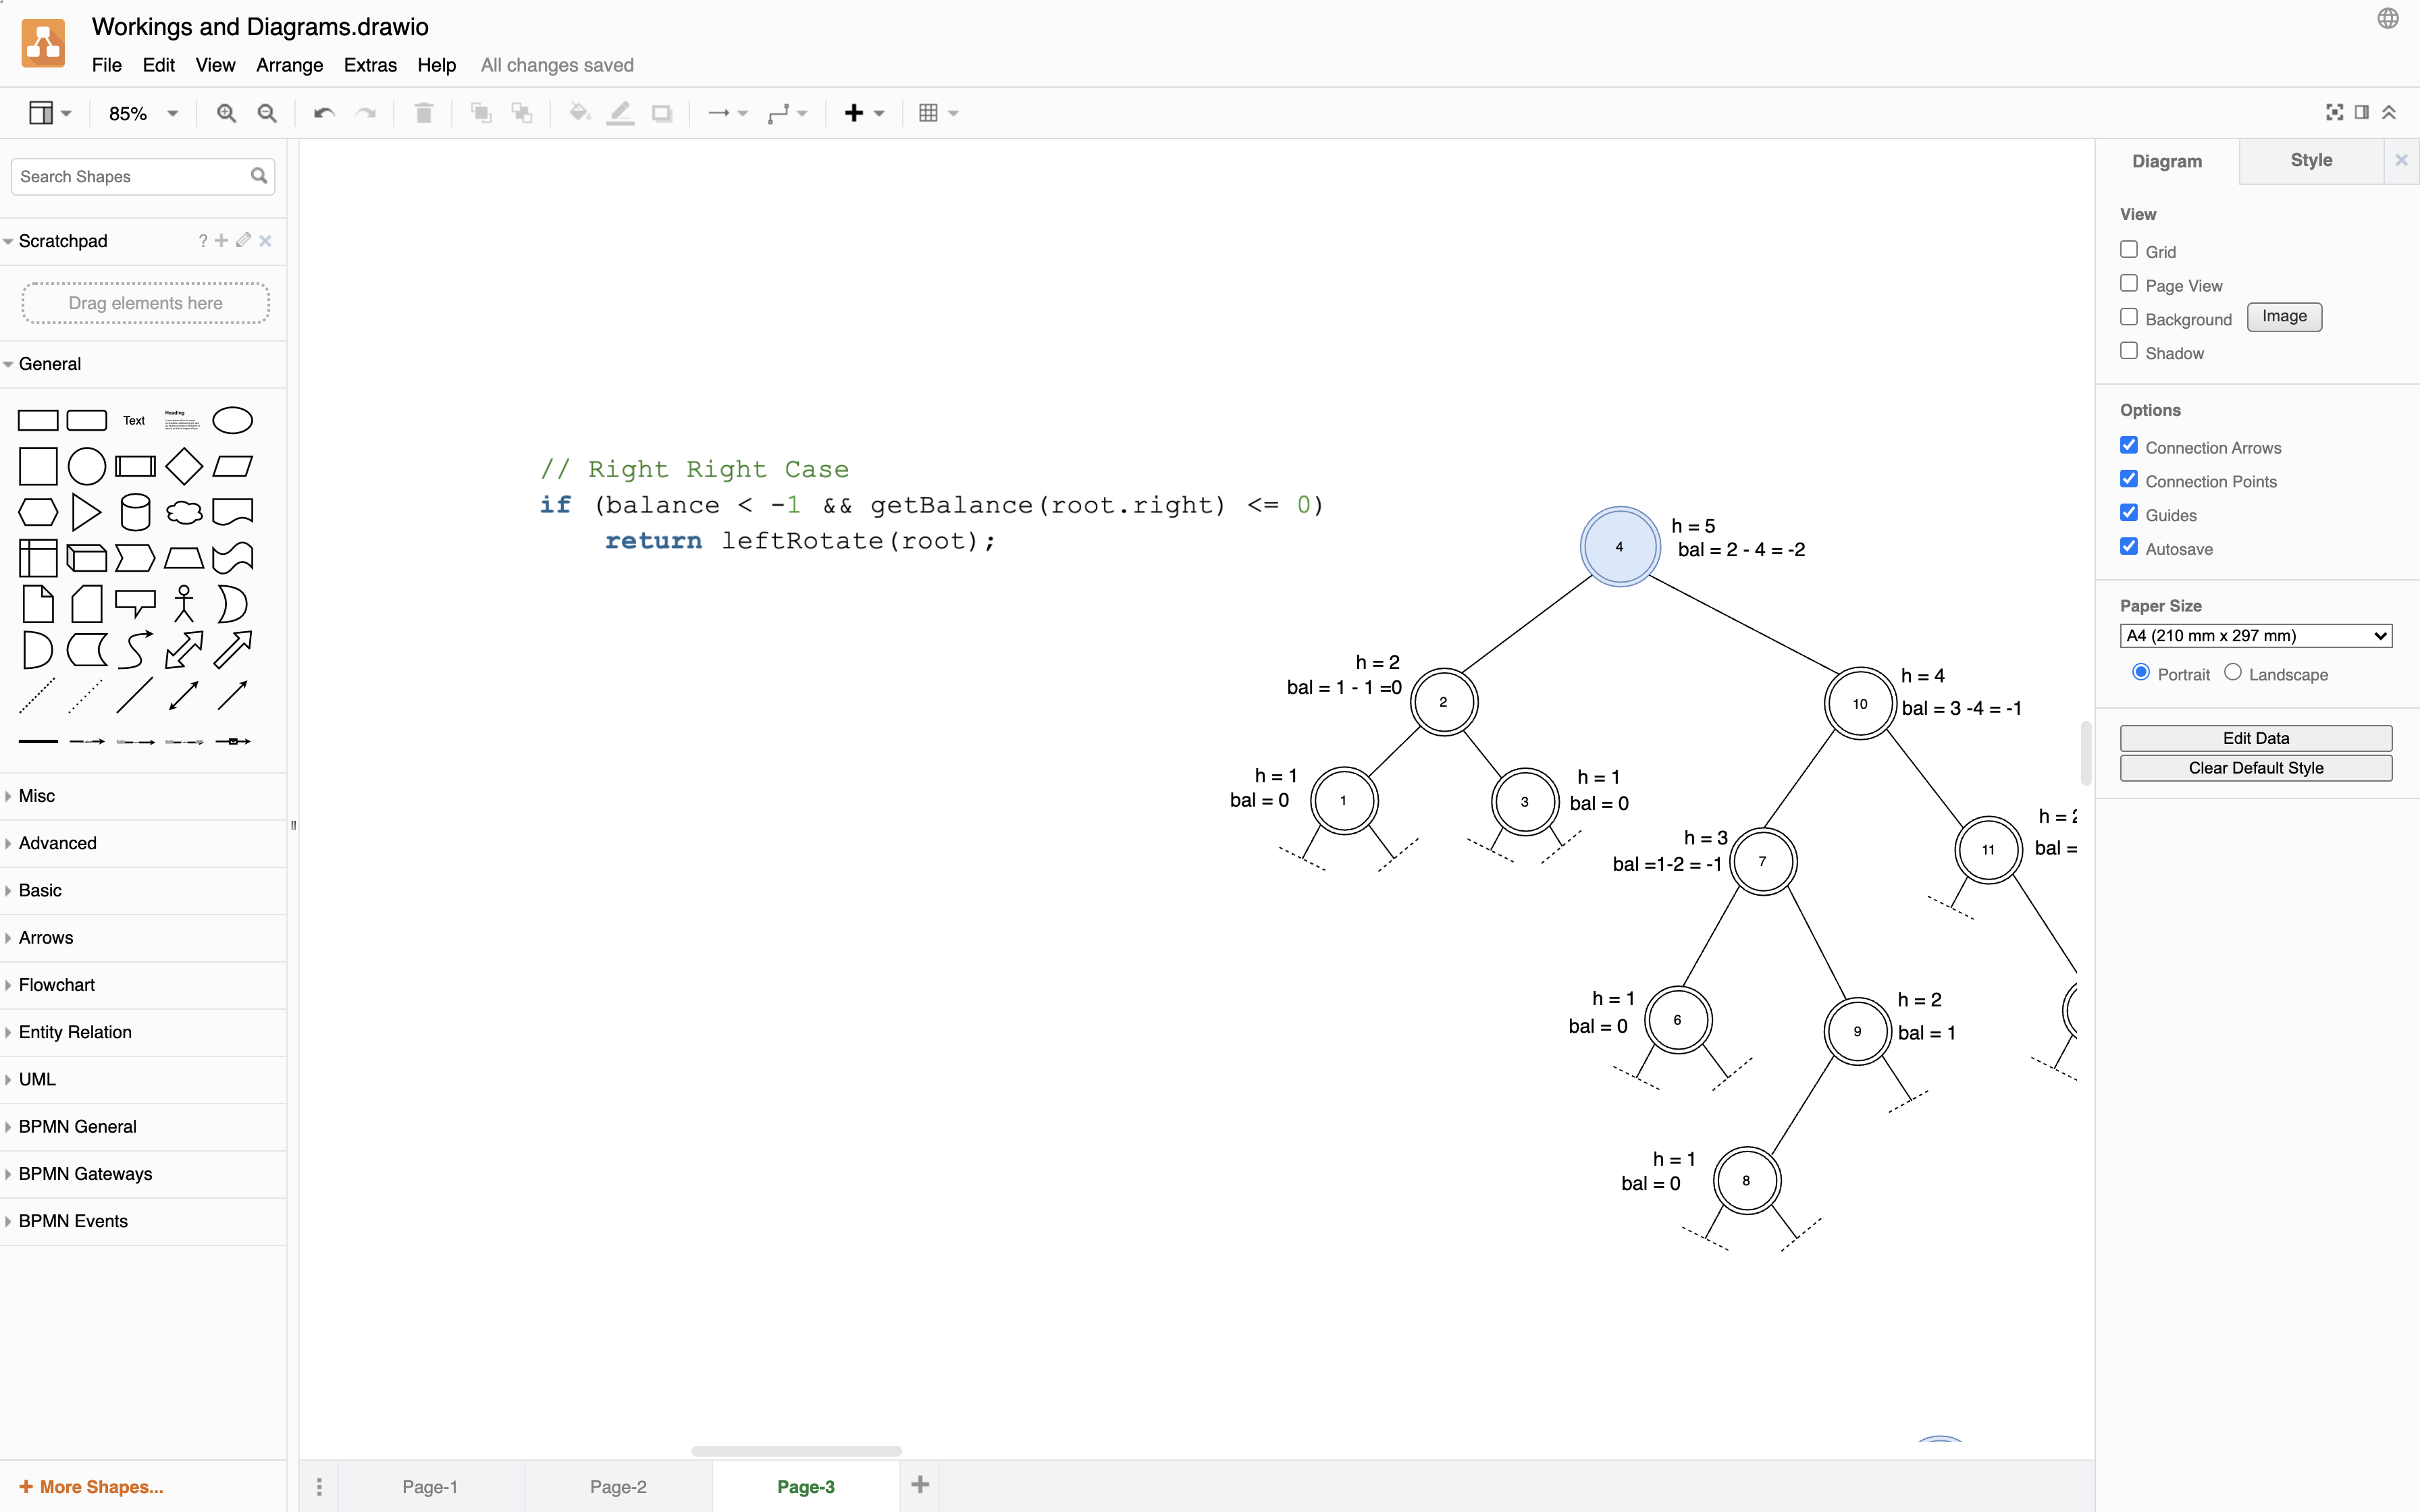 Workings and Diagrams.drawio
File Edit View Arrange Extras Help All changes saved
85%
Search Shapes
Scratchpad ?
Drag elements here
General
Text
Heading
Misc
Advanced
Basic
Arrows
Flowchart
Entity Relation
UML
BPMN General
BPMN Gateways
BPMN Events
+ More Shapes...
// Right Right Case
if (balance < -1 && getBalance(root.right) <= 0)
return leftRotate(root);
4
h = 5
bal = 2 - 4 = -2
h = 2
bal = 1 - 1 =0
2
10
h = 4
bal = 3 -4 = -1
h = 1
bal = 0
1
3
h = 1
bal = 0
h = 3
bal =1-2 = -1
7
11
h = 2
bal =
h = 1
bal = 0
6
9
h = 2
bal = 1
h = 1
bal = 0
8
Page-1 Page-2 Page-3
Diagram Style
View
Grid
Page View
Background Image
Shadow
Options
Connection Arrows
Connection Points
Guides
Autosave
Paper Size
A4 (210 mm x 297 mm)
Portrait Landscape
Edit Data
Clear Default Style